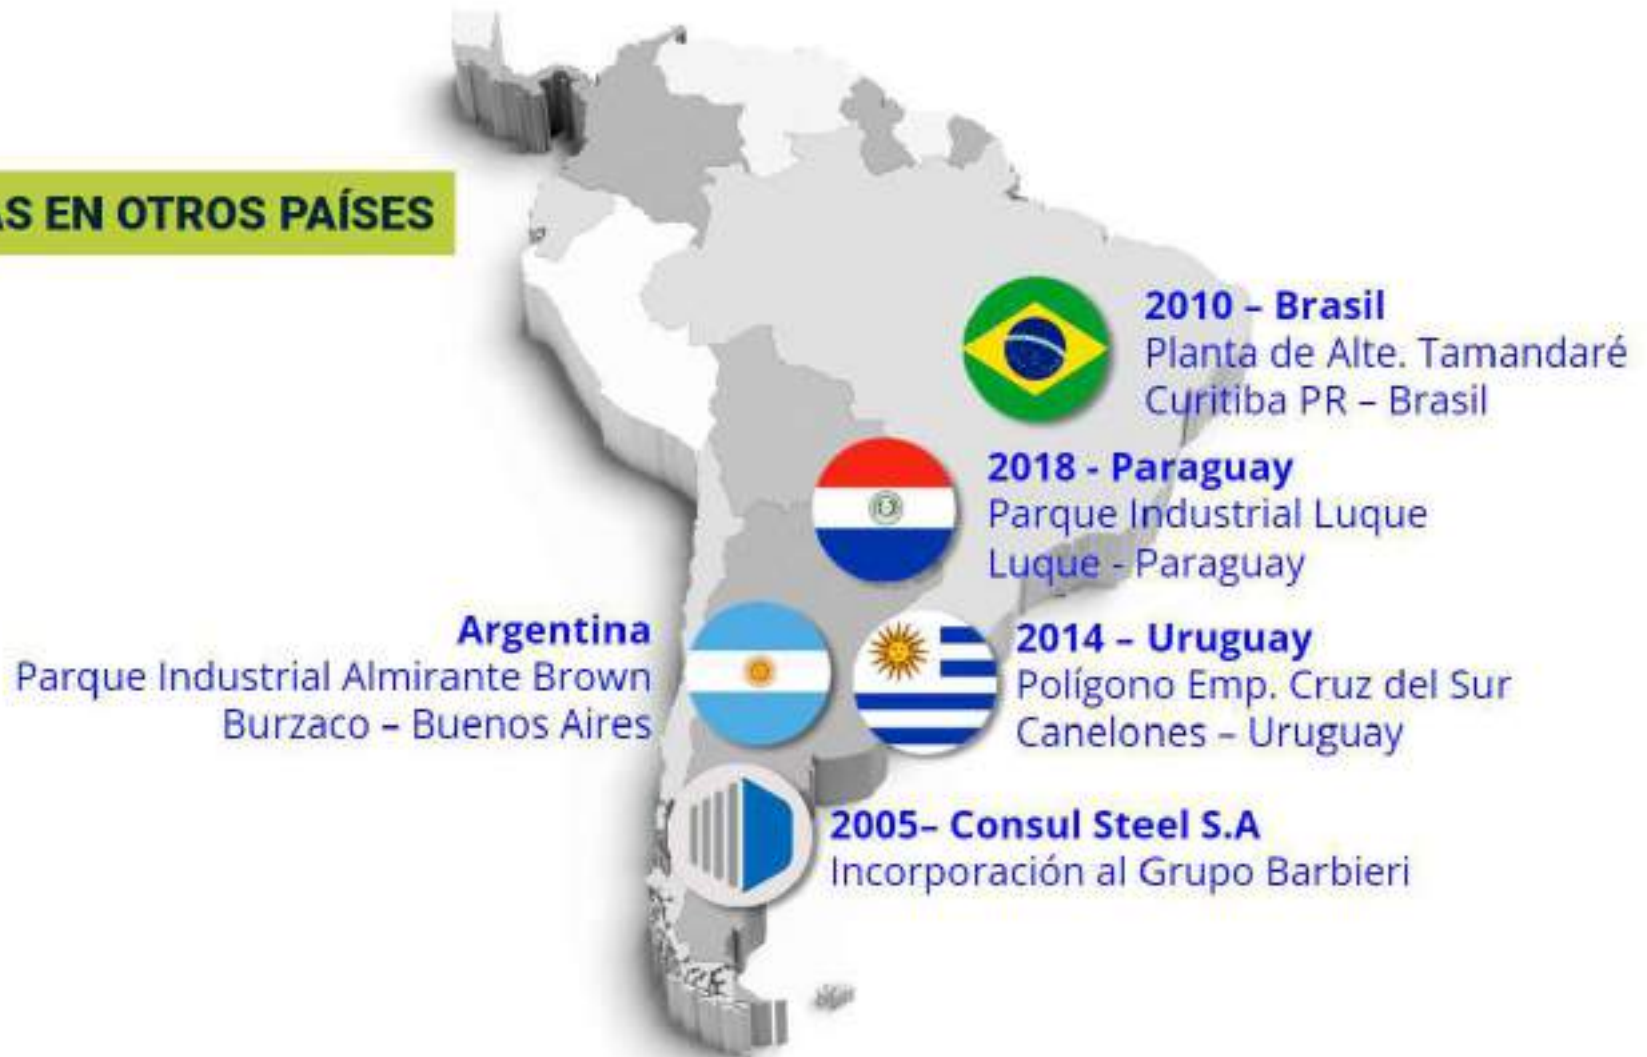 AS EN OTROS PAÍSES
2010 – Brasil
Planta de Alte. Tamandaré
Curitiba PR – Brasil
2018 - Paraguay
Parque Industrial Luque
Luque - Paraguay
Argentina
Parque Industrial Almirante Brown
Burzaco – Buenos Aires
2014 – Uruguay
Polígono Emp. Cruz del Sur
Canelones – Uruguay
2005– Consul Steel S.A
Incorporación al Grupo Barbieri